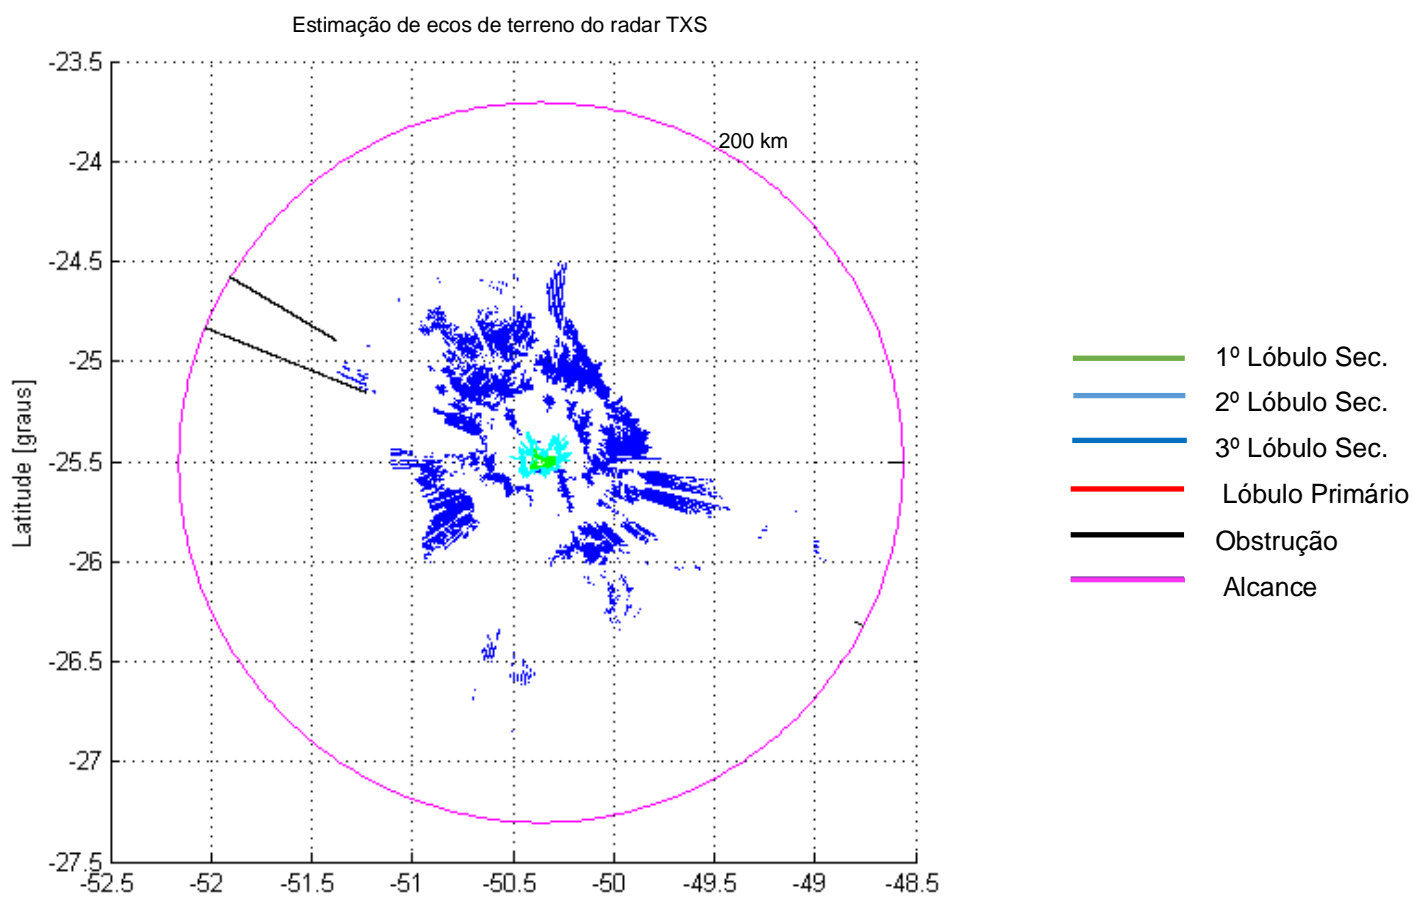 Estimação de ecos de terreno do radar TXS
-23.5
200 km
-24
-24.5
-25
1º Lóbulo Sec.
2º Lóbulo Sec.
Latitude [graus]
3º Lóbulo Sec.
-25.5
Lóbulo Primário
Obstrução
-26
Alcance
-26.5
-27
-27.5
-52.5 -52 -51.5 -51 -50.5 -50 -49.5 -49 -48.5